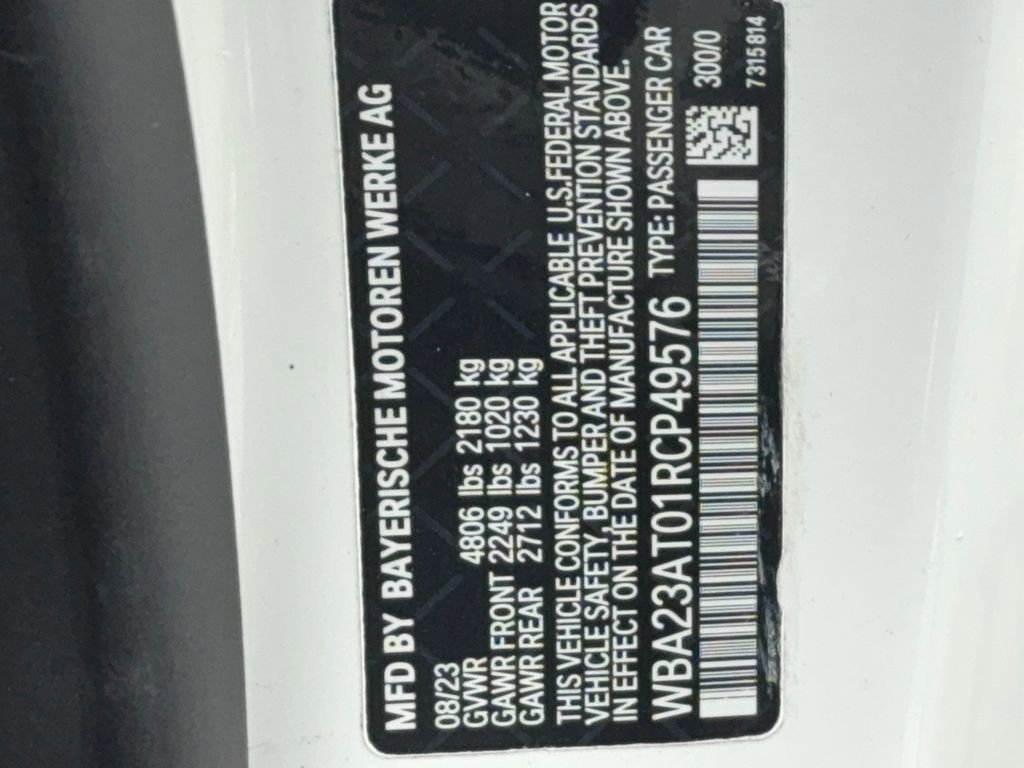 MFD BY BAYERISCHE MOTOREN WERKE AG
08/23
GVWR 4806 lbs 2180 kg
GAWR FRONT 2249 lbs 1020 kg
GAWR REAR 2712 lbs 1230 kg
THIS VEHICLE CONFORMS TO ALL APPLICABLE U.S.FEDERAL MOTOR
VEHICLE SAFETY, BUMPER AND THEFT PREVENTION STANDARDS
IN EFFECT ON THE DATE OF MANUFACTURE SHOWN ABOVE.
WBA23AT01RCP49576 TYPE: PASSENGER CAR
300/0
7315814